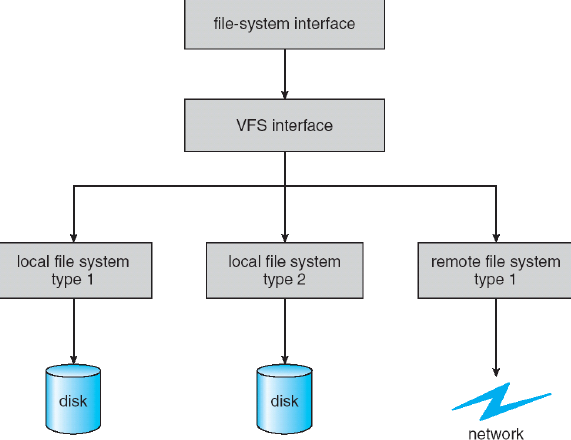 file-system interface
VFS interface
local file system
type 1
local file system
type 2
remote file system
type 1
disk
disk
network